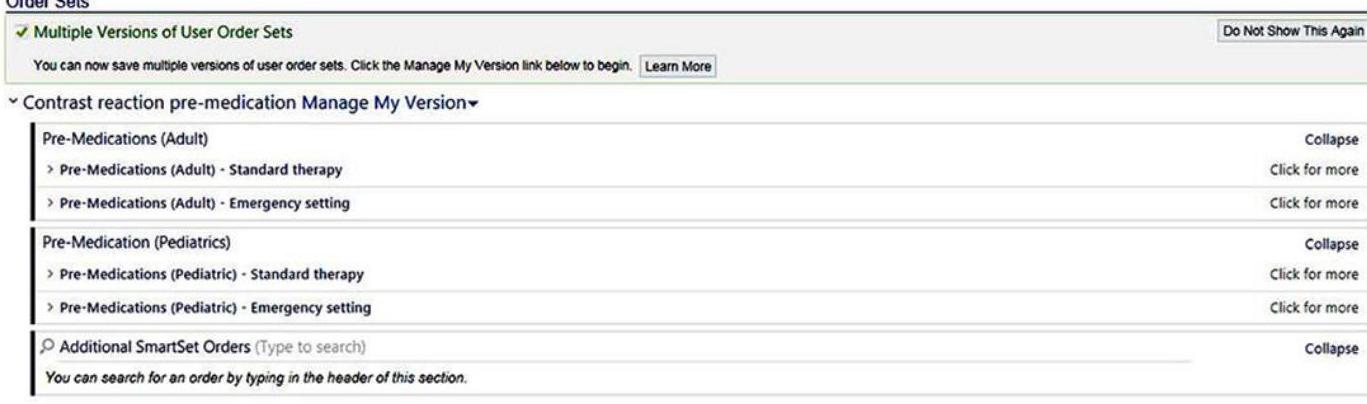 Order Sets
Multiple Versions of User Order Sets
Do Not Show This Again
You can now save multiple versions of user order sets. Click the Manage My Version link below to begin. Learn More
Contrast reaction pre-medication Manage My Version
Pre-Medications (Adult) Collapse
Pre-Medications (Adult) - Standard therapy Click for more
Pre-Medications (Adult) - Emergency setting Click for more
Pre-Medication (Pediatrics) Collapse
Pre-Medications (Pediatric) - Standard therapy Click for more
Pre-Medications (Pediatric) - Emergency setting Click for more
Additional SmartSet Orders (Type to search) Collapse
You can search for an order by typing in the header of this section.